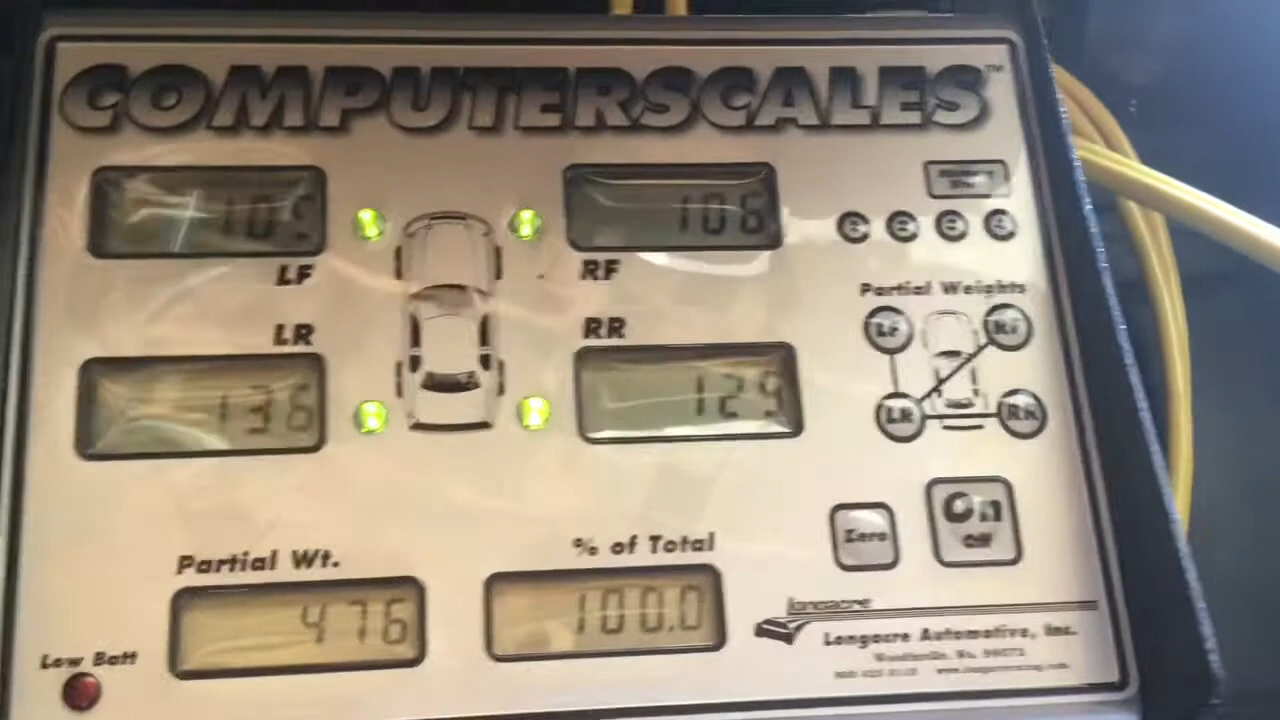 COMPUTERSCALES™
106
LF
RF
Partial Weights
LF
RF
LR
RR
136
129
LR
RR
On
Off
Zero
Partial Wt.
% of Total
476
100.0
longacre
Longacre Automotive, Inc.
Low Batt